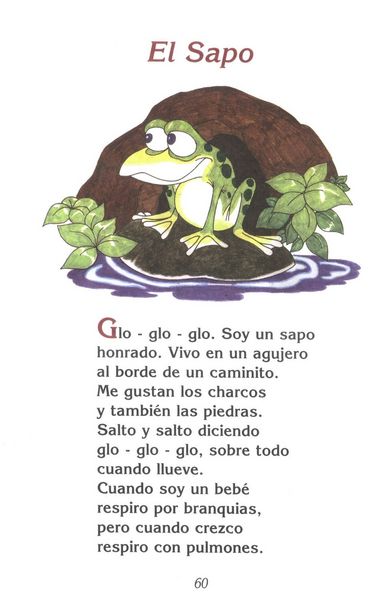 El Sapo
Glo - glo - glo. Soy un sapo
honrado. Vivo en un agujero
al borde de un caminito.
Me gustan los charcos
y también las piedras.
Salto y salto diciendo
glo - glo - glo, sobre todo
cuando llueve.
Cuando soy un bebé
respiro por branquias,
pero cuando crezco
respiro con pulmones.
60